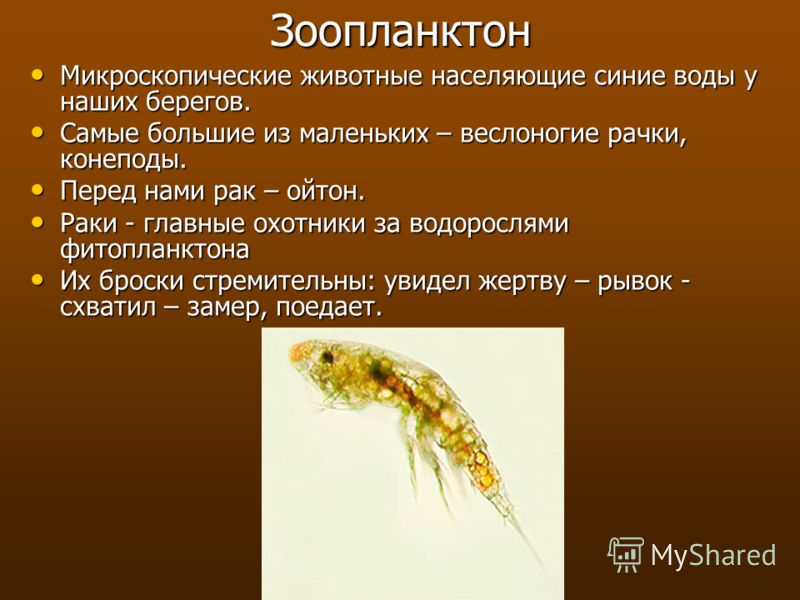 Зоопланктон
• Микроскопические животные населяющие синие воды у
наших берегов.
• Самые большие из маленьких – веслоногие рачки,
конеподы.
• Перед нами рак – ойтон.
• Раки - главные охотники за водорослями
фитопланктона
• Их броски стремительны: увидел жертву – рывок -
схватил – замер, поедает.
MyShared